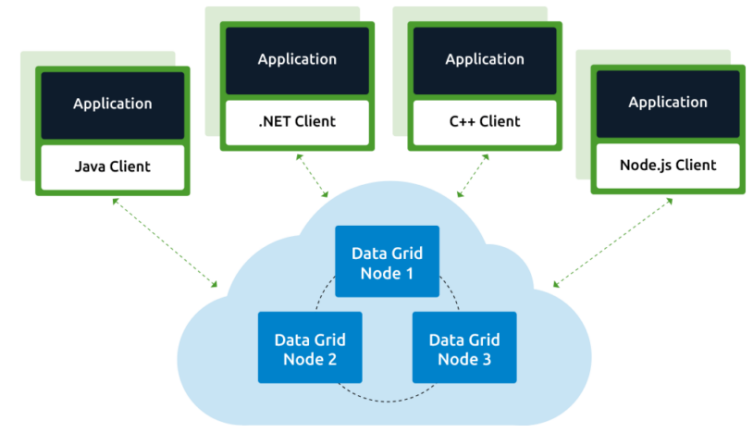 Application
Java Client
Application
.NET Client
Application
C++ Client
Application
Node.js Client
Data Grid
Node 1
Data Grid
Node 2
Data Grid
Node 3